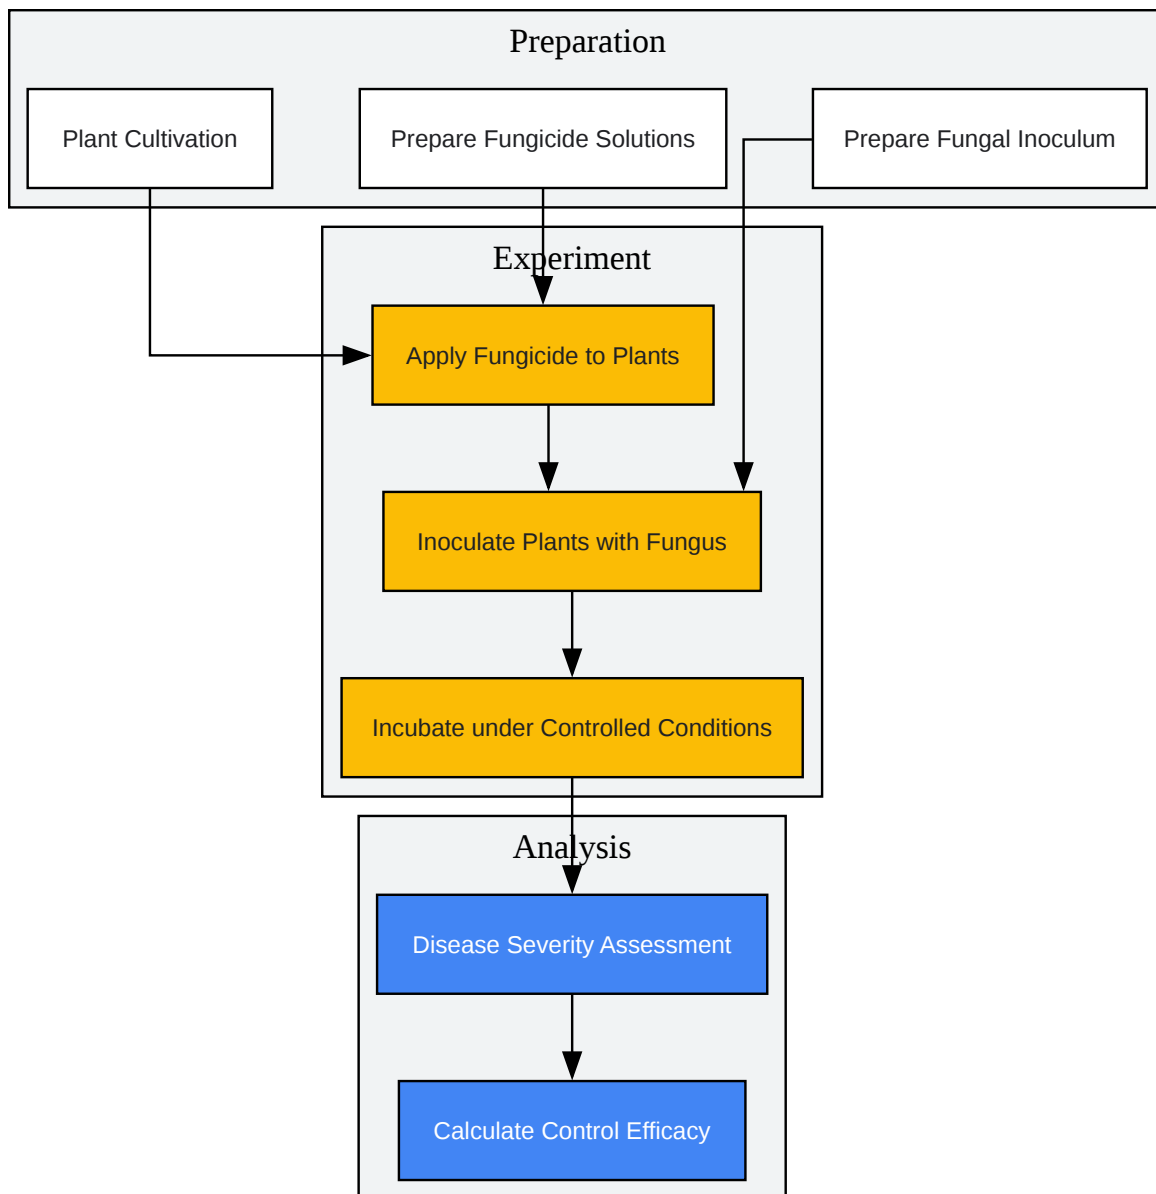 Preparation
Plant Cultivation
Prepare Fungicide Solutions
Prepare Fungal Inoculum
Experiment
Apply Fungicide to Plants
Inoculate Plants with Fungus
Incubate under Controlled Conditions
Analysis
Disease Severity Assessment
Calculate Control Efficacy